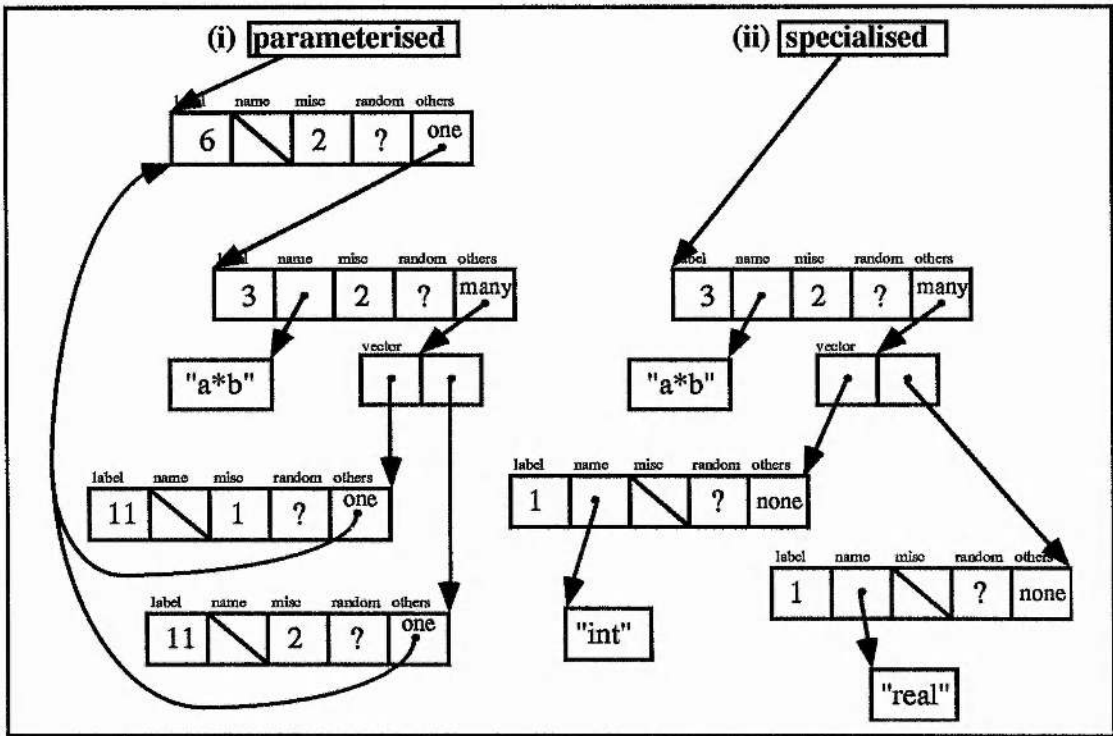 (i) parameterised
(ii) specialised
label name misc random others
6 2 ? one
label name misc random others
3 2 ? many
"a*b"
vector
label name misc random others
11 1 ? one
label name misc random others
11 2 ? one
label name misc random others
3 2 ? many
"a*b"
vector
label name misc random others
1 ? none
"int"
label name misc random others
1 ? none
"real"